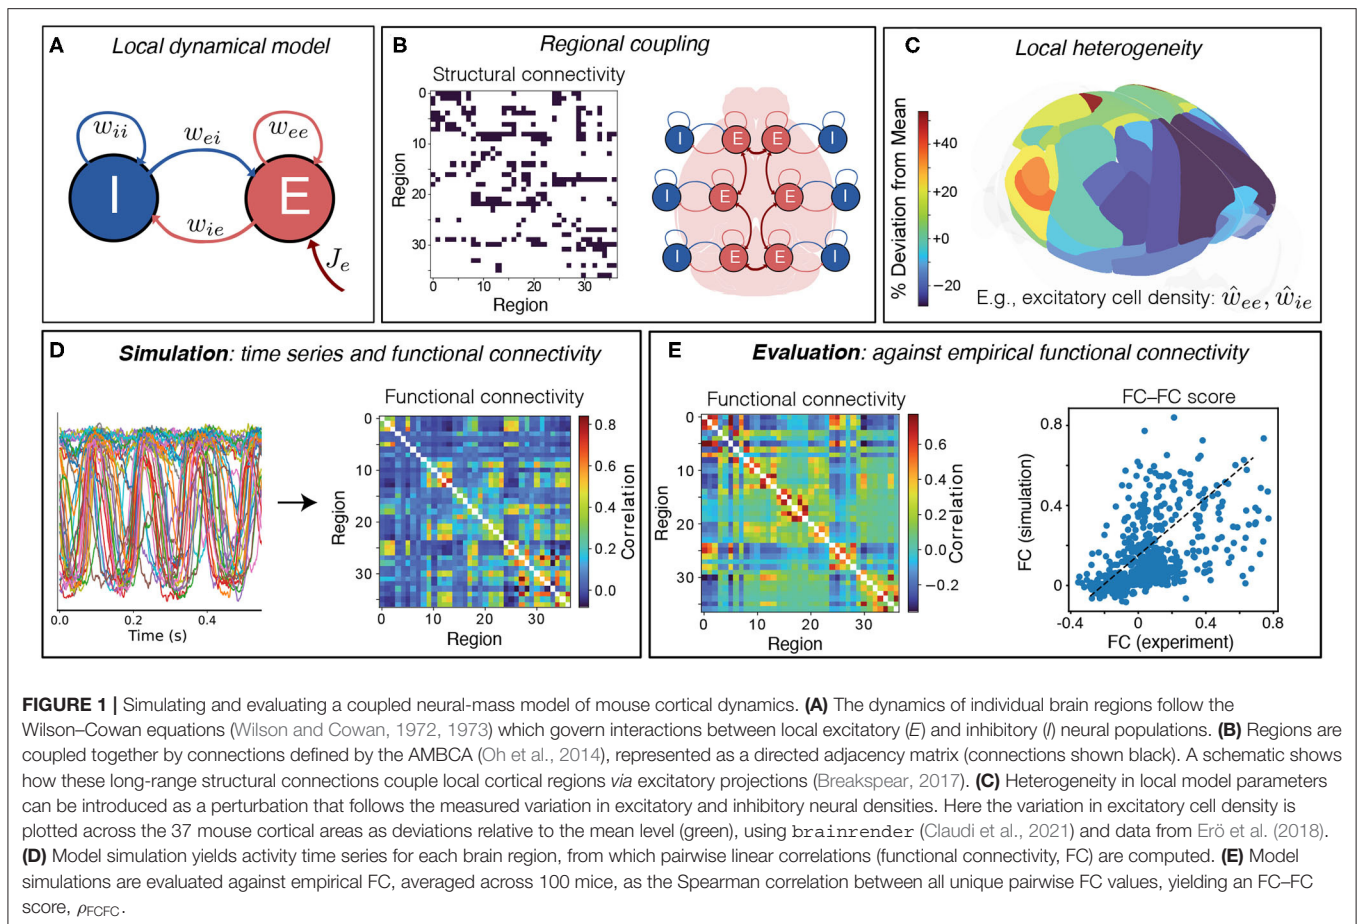 A
Local dynamical model
w_ii
w_ei
w_ee
I
E
w_ie
J_e
B
Regional coupling
Structural connectivity
0
10
20
30
Region
0
10
20
30
Region
I
E
E
I
I
E
E
I
I
E
E
I
C
Local heterogeneity
% Deviation from Mean
+40
+20
+0
−20
E.g., excitatory cell density: ŵ_ee, ŵ_ie
D
Simulation: time series and functional connectivity
0.0
0.2
0.4
Time (s)
Functional connectivity
0
10
20
30
Region
0
10
20
30
Region
0.8
0.6
0.4
0.2
0.0
Correlation
E
Evaluation: against empirical functional connectivity
Functional connectivity
0
10
20
30
Region
0
10
20
30
Region
0.6
0.4
0.2
0.0
−0.2
Correlation
FC–FC score
0.8
0.4
0
FC (simulation)
-0.4
0
0.4
0.8
FC (experiment)
FIGURE 1 | Simulating and evaluating a coupled neural-mass model of mouse cortical dynamics. (A) The dynamics of individual brain regions follow the
Wilson–Cowan equations (Wilson and Cowan, 1972, 1973) which govern interactions between local excitatory (E) and inhibitory (I) neural populations. (B) Regions are
coupled together by connections defined by the AMBCA (Oh et al., 2014), represented as a directed adjacency matrix (connections shown black). A schematic shows
how these long-range structural connections couple local cortical regions via excitatory projections (Breakspear, 2017). (C) Heterogeneity in local model parameters
can be introduced as a perturbation that follows the measured variation in excitatory and inhibitory neural densities. Here the variation in excitatory cell density is
plotted across the 37 mouse cortical areas as deviations relative to the mean level (green), using brainrender (Claudi et al., 2021) and data from Erö et al. (2018).
(D) Model simulation yields activity time series for each brain region, from which pairwise linear correlations (functional connectivity, FC) are computed. (E) Model
simulations are evaluated against empirical FC, averaged across 100 mice, as the Spearman correlation between all unique pairwise FC values, yielding an FC–FC
score, ρFCFC.